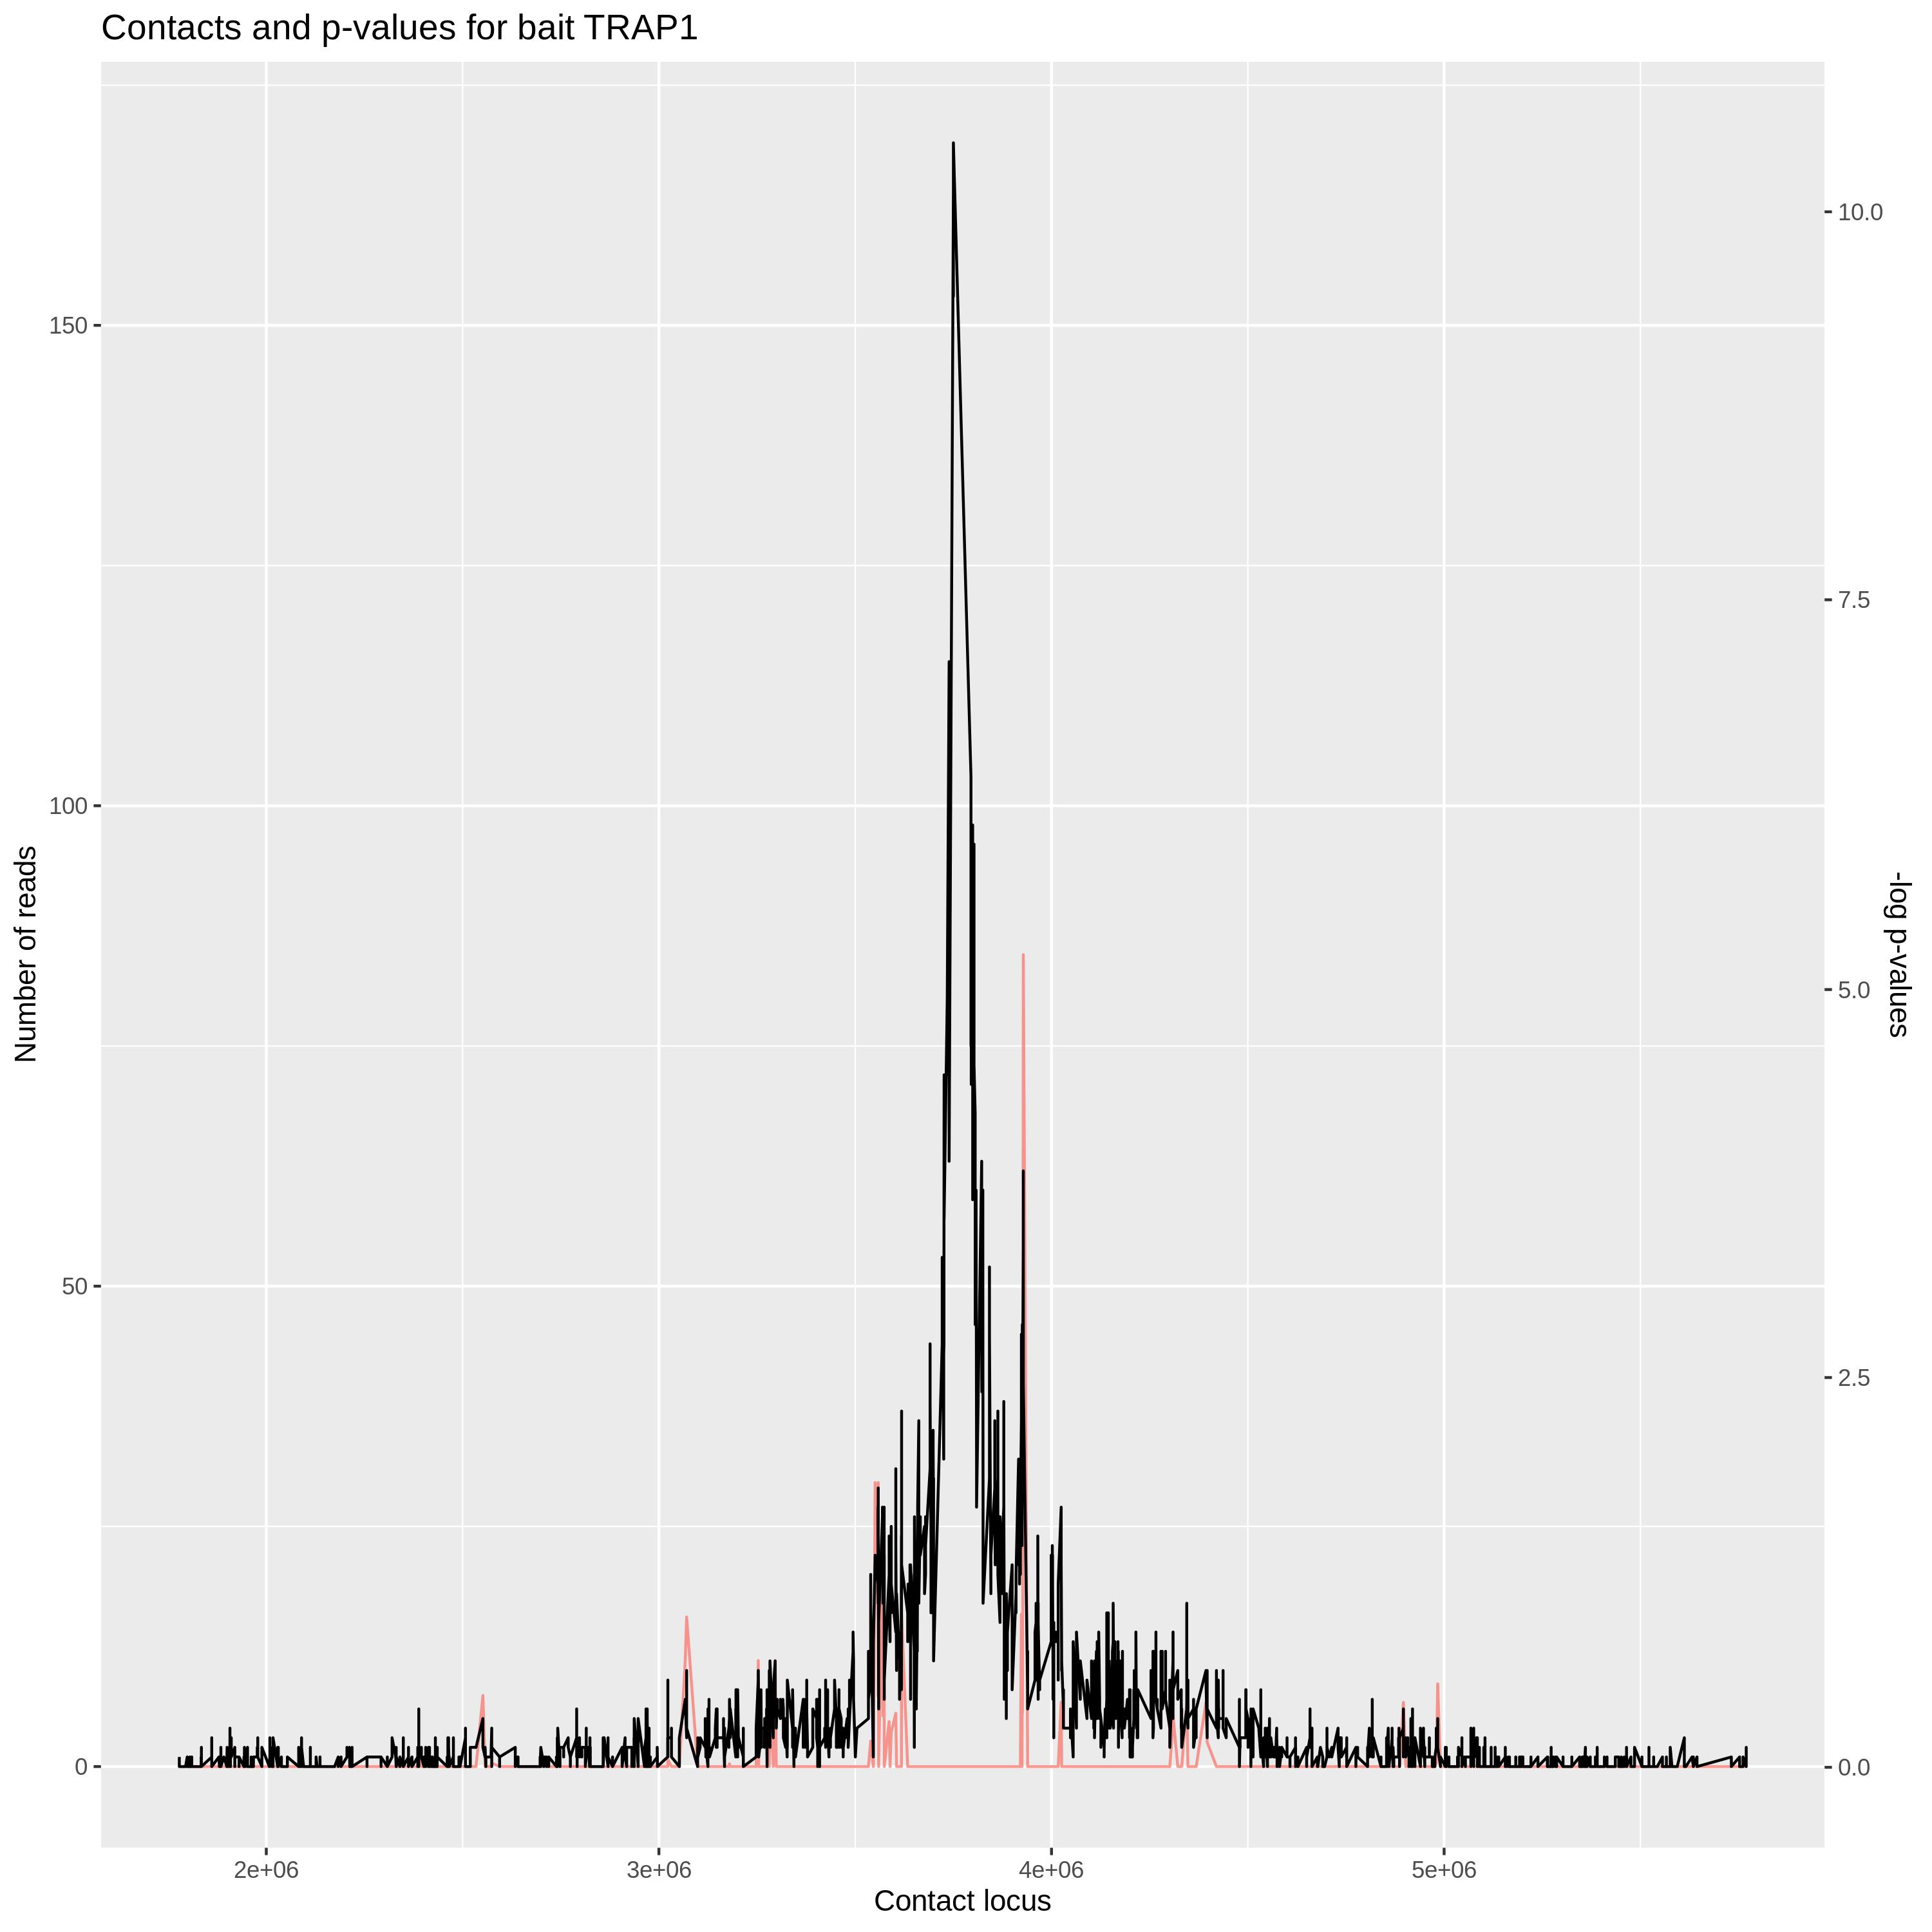 Contacts and p-values for bait TRAP1
150
100
50
0
Number of reads
10.0
7.5
5.0
2.5
0.0
-log p-values
2e+06
3e+06
4e+06
5e+06
Contact locus